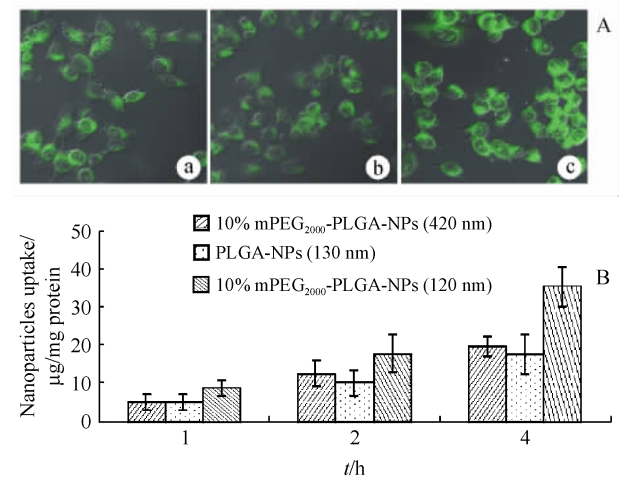 A
a
b
c
50
40
30
20
10
0
Nanoparticles uptake/
μg/mg protein
10% mPEG2000-PLGA-NPs (420 nm)
PLGA-NPs (130 nm)
10% mPEG2000-PLGA-NPs (120 nm)
B
1
2
4
t/h